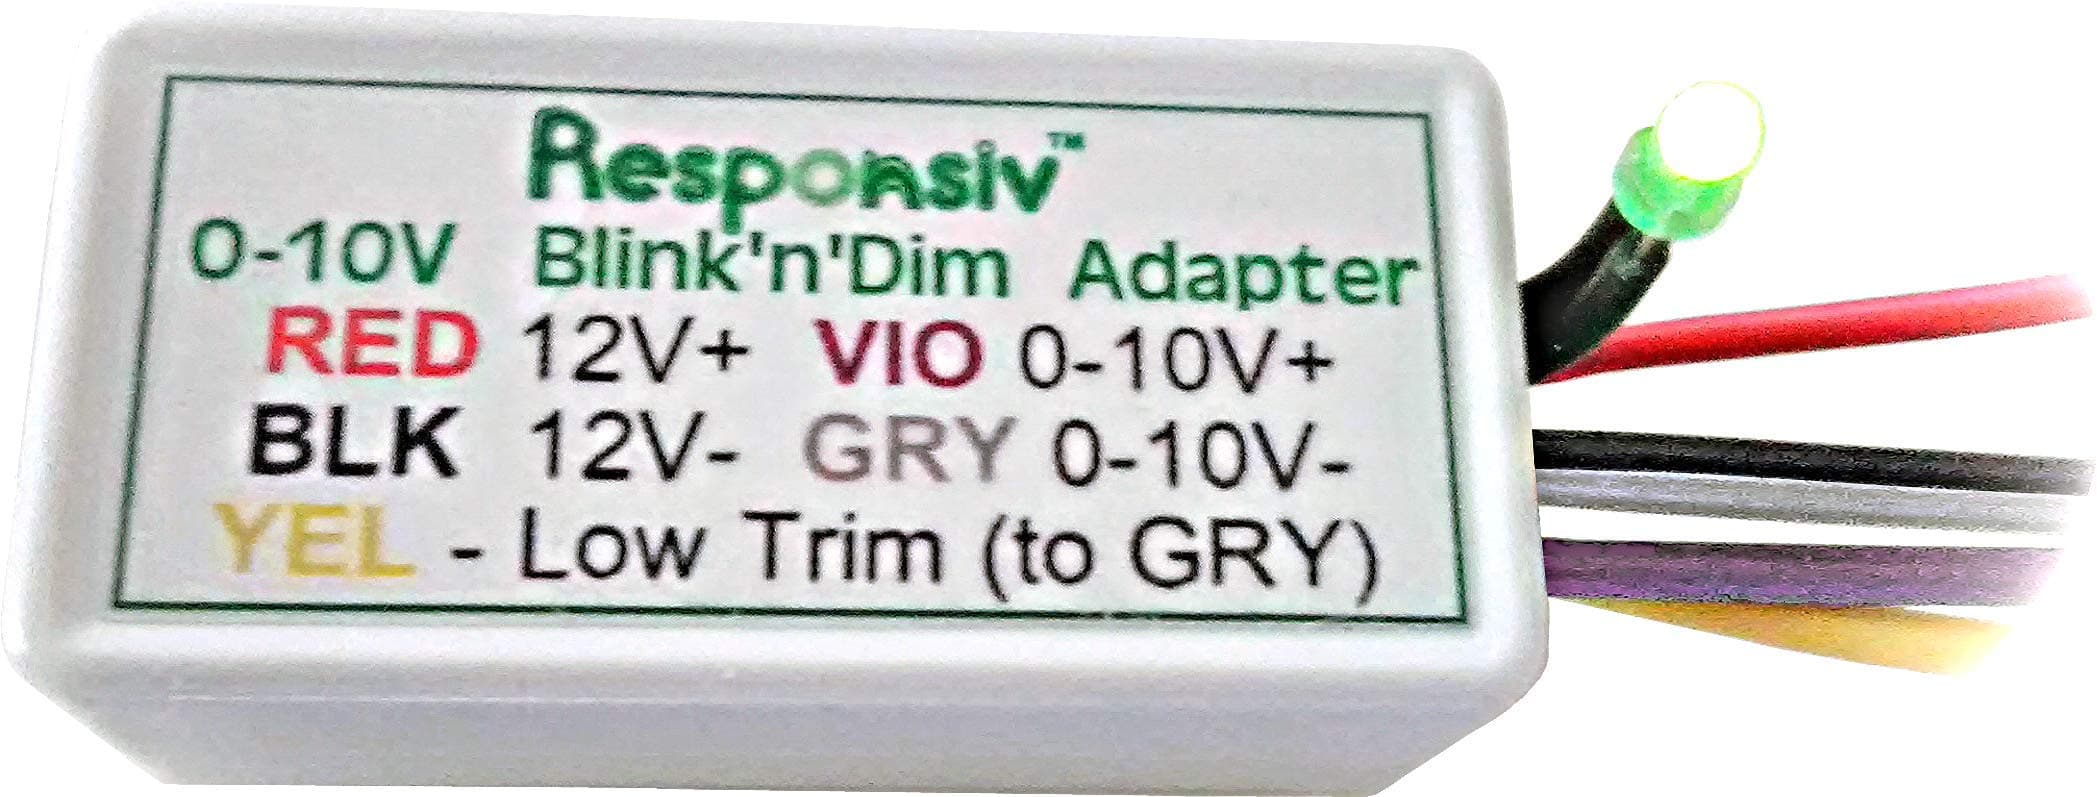 Responsiv™
0-10V Blink'n'Dim Adapter
RED 12V+ VIO 0-10V+
BLK 12V- GRY 0-10V-
YEL - Low Trim (to GRY)